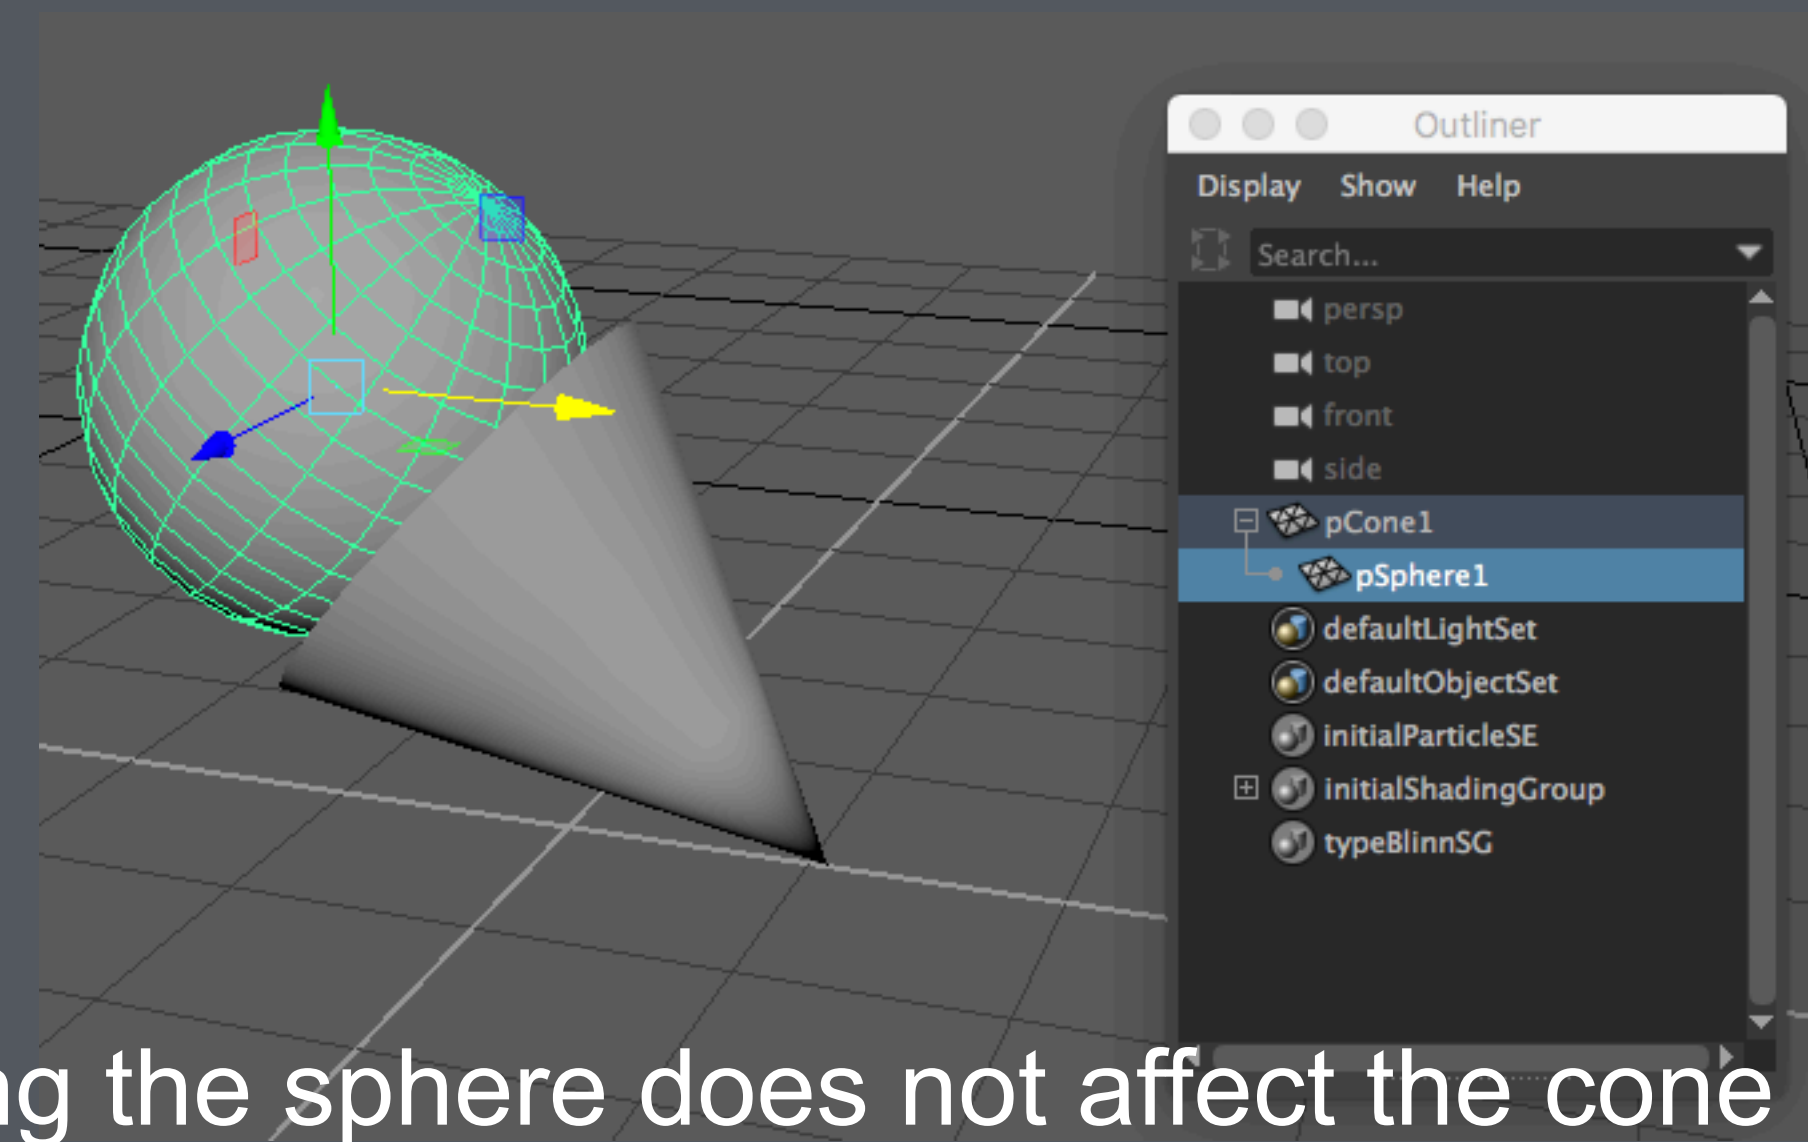 Outliner
Display Show Help
Search...
persp
top
front
side
pCone1
pSphere1
defaultLightSet
defaultObjectSet
initialParticleSE
initialShadingGroup
typeBlinnSG
the sphere does not affect the cone